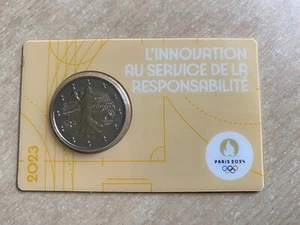 L'INNOVATION
AU SERVICE DE LA
RESPONSABILITÉ
2023
PARIS 2024